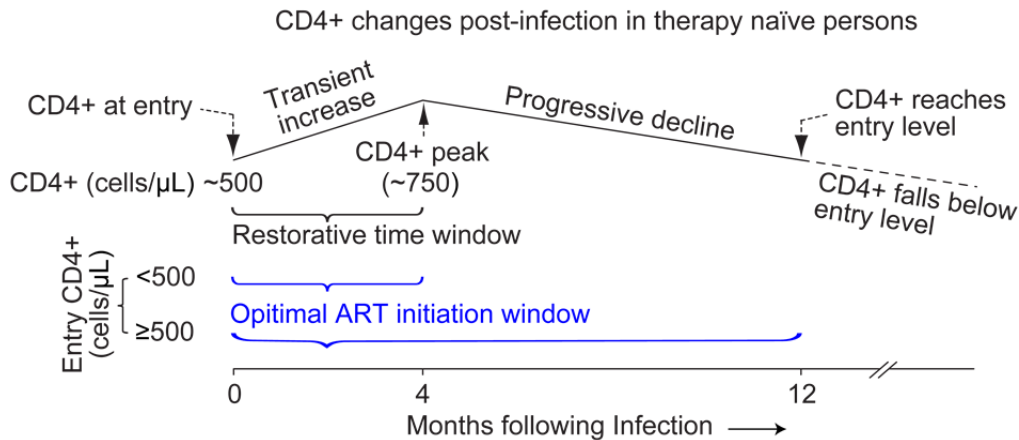 CD4+ changes post-infection in therapy naïve persons
CD4+ at entry
Transient
increase
Progressive decline
CD4+ reaches
entry level
CD4+ peak
(~750)
CD4+ (cells/µL) ~500
CD4+ falls below
entry level
Restorative time window
Entry CD4+
(cells/µL)
<500
Opitimal ART initiation window
≥500
0
4
12
Months following Infection